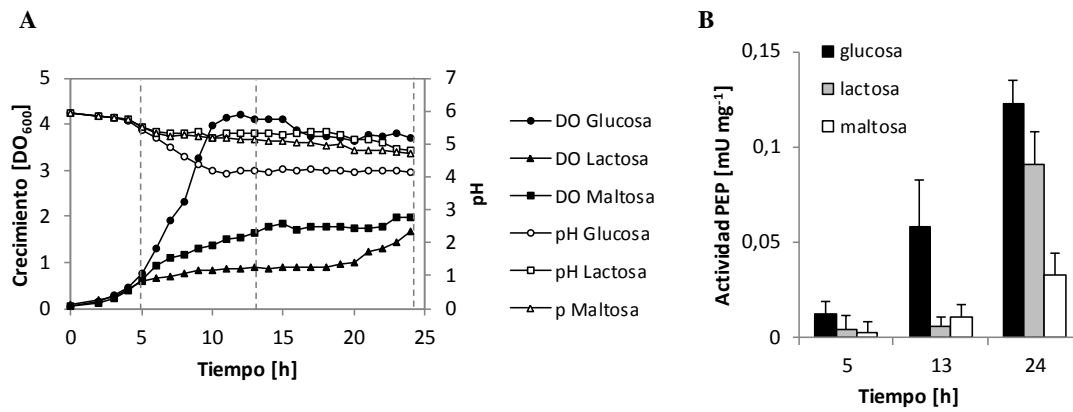 A
Crecimiento [DO600]
5
4
3
2
1
0
7
6
5
4
3
2
1
0
pH
0 5 10 15 20 25
Tiempo [h]
DO Glucosa
DO Lactosa
DO Maltosa
pH Glucosa
pH Lactosa
p Maltosa
B
Actividad PEP [mU mg-1]
0,15
0,1
0,05
0
glucosa
lactosa
maltosa
5 13 24
Tiempo [h]